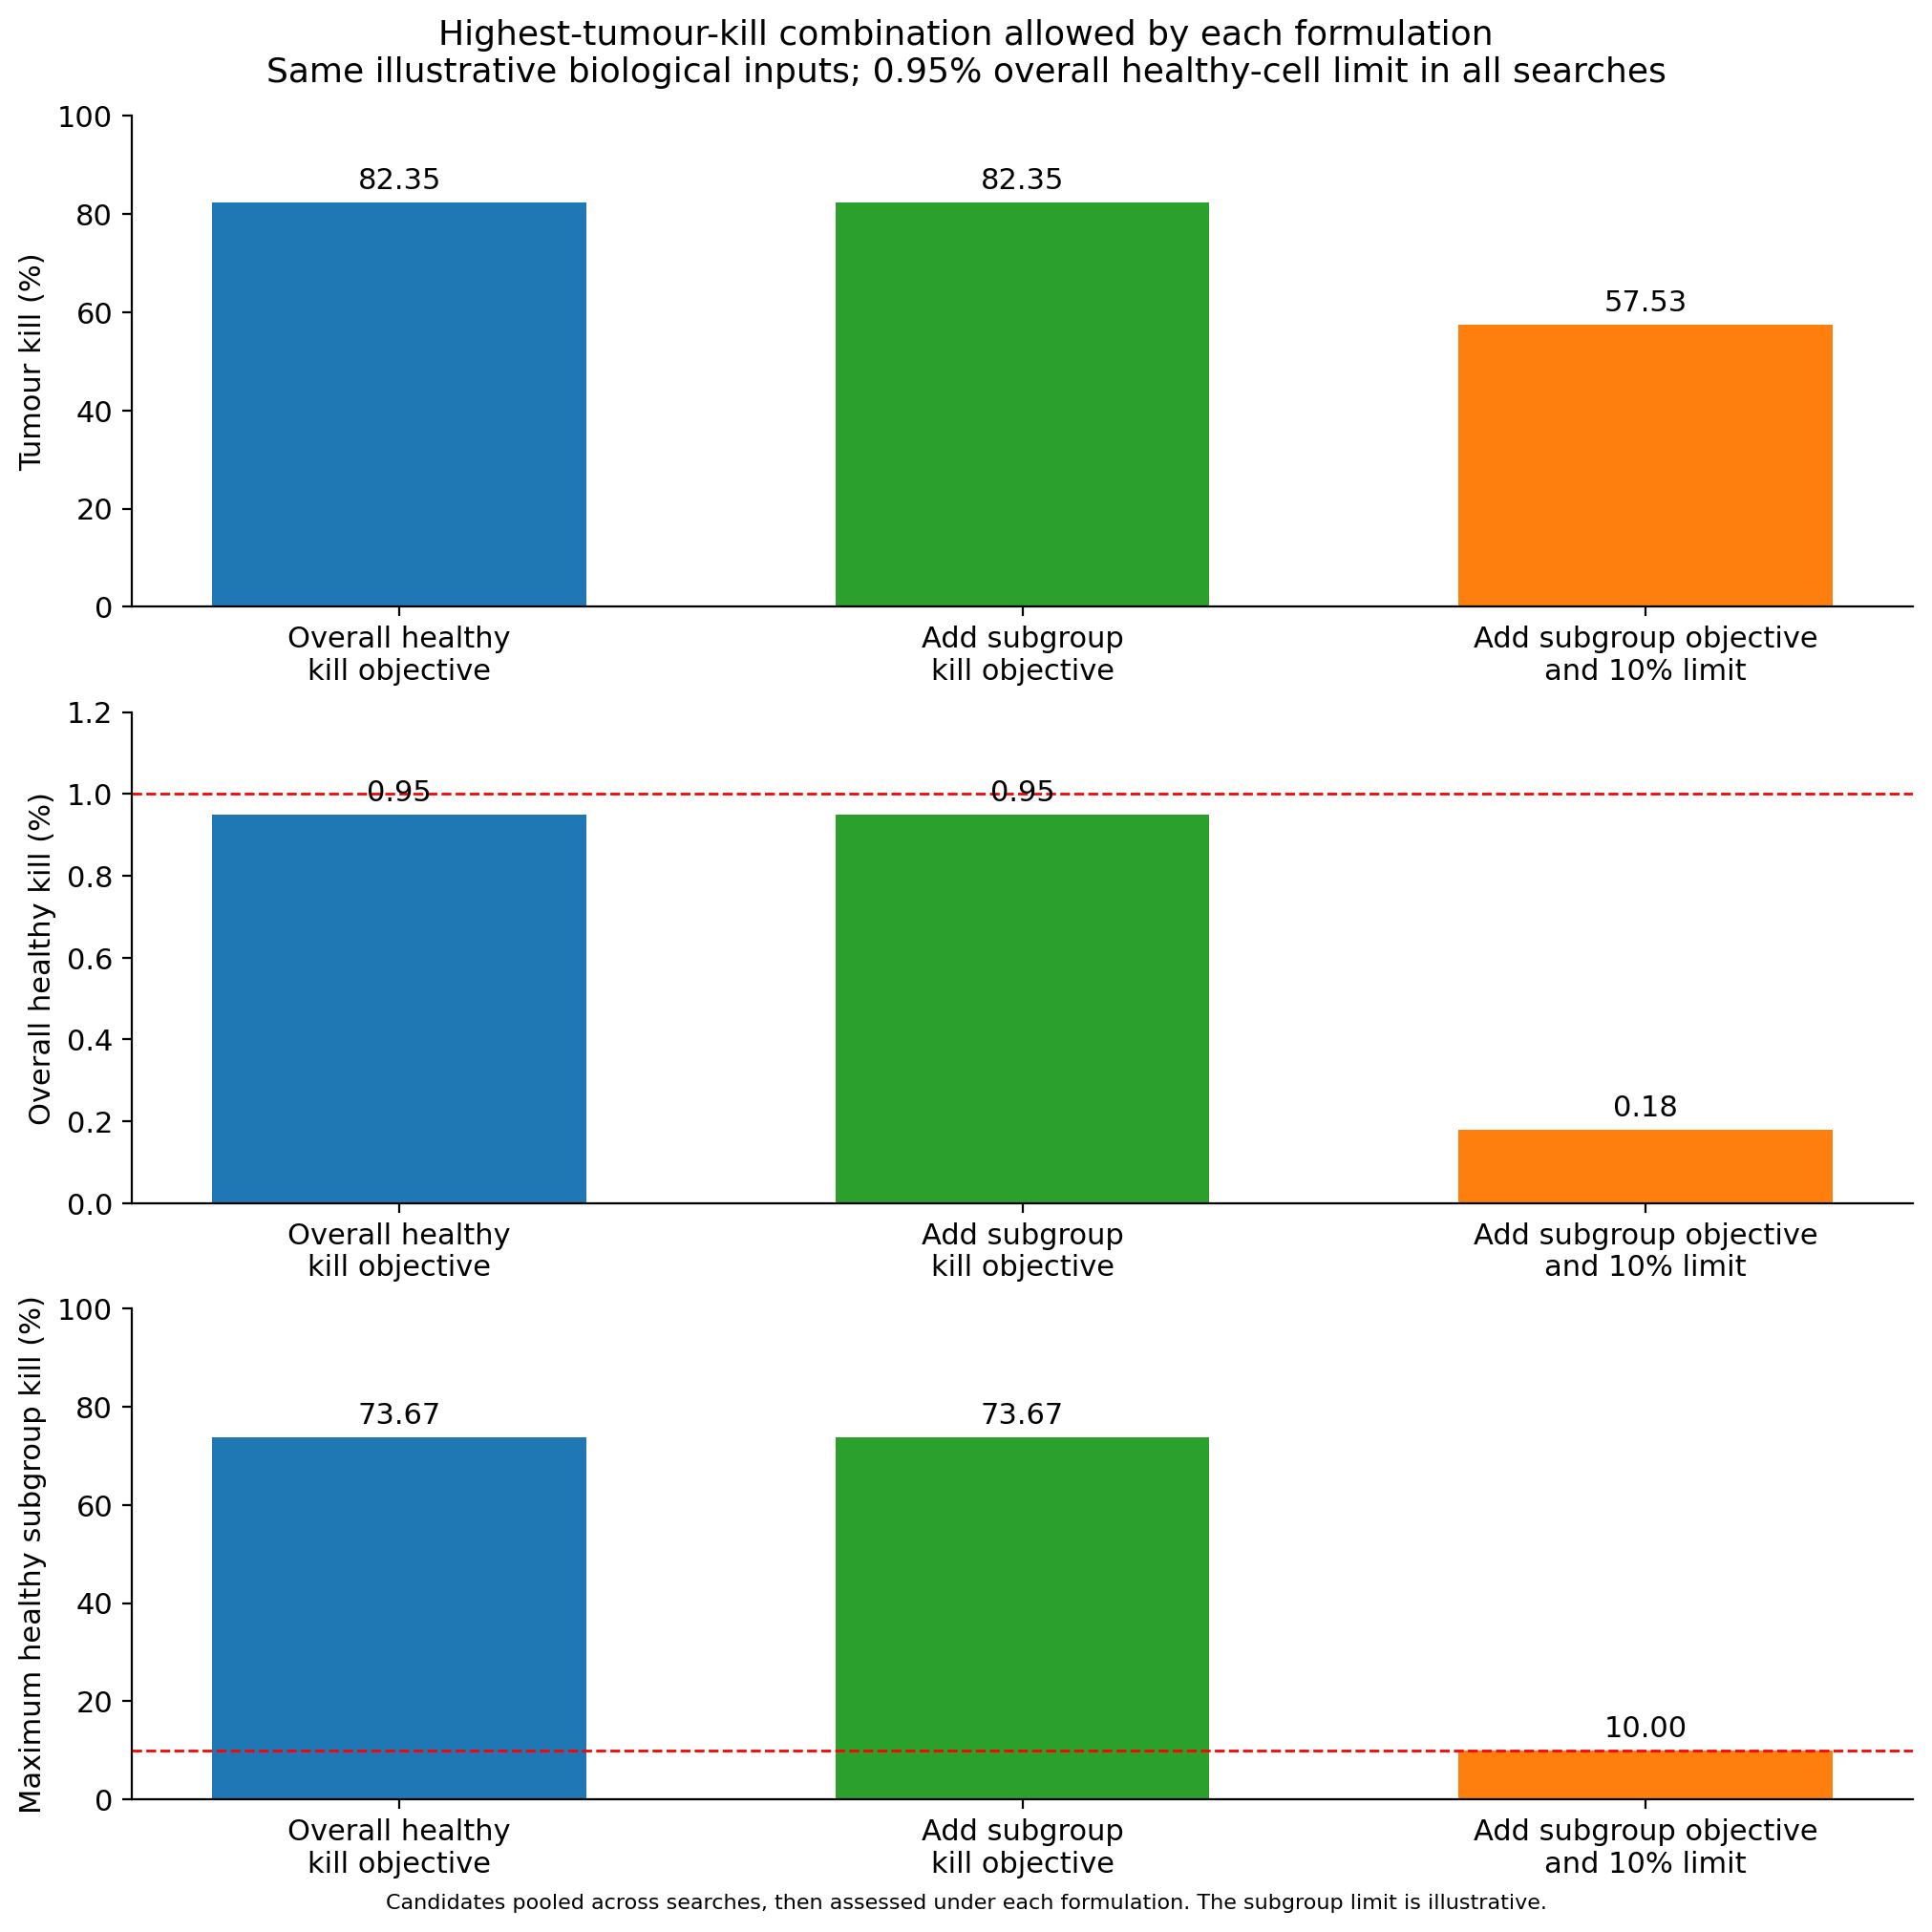 Highest-tumour-kill combination allowed by each formulation
Same illustrative biological inputs; 0.95% overall healthy-cell limit in all searches
Tumour kill (%)
100
80
60
40
20
0
82.35
82.35
57.53
Overall healthy
kill objective
Add subgroup
kill objective
Add subgroup objective
and 10% limit
Overall healthy kill (%)
1.2
1.0
0.8
0.6
0.4
0.2
0.0
0.95
0.95
0.18
Overall healthy
kill objective
Add subgroup
kill objective
Add subgroup objective
and 10% limit
Maximum healthy subgroup kill (%)
100
80
60
40
20
0
73.67
73.67
10.00
Overall healthy
kill objective
Add subgroup
kill objective
Add subgroup objective
and 10% limit
Candidates pooled across searches, then assessed under each formulation. The subgroup limit is illustrative.